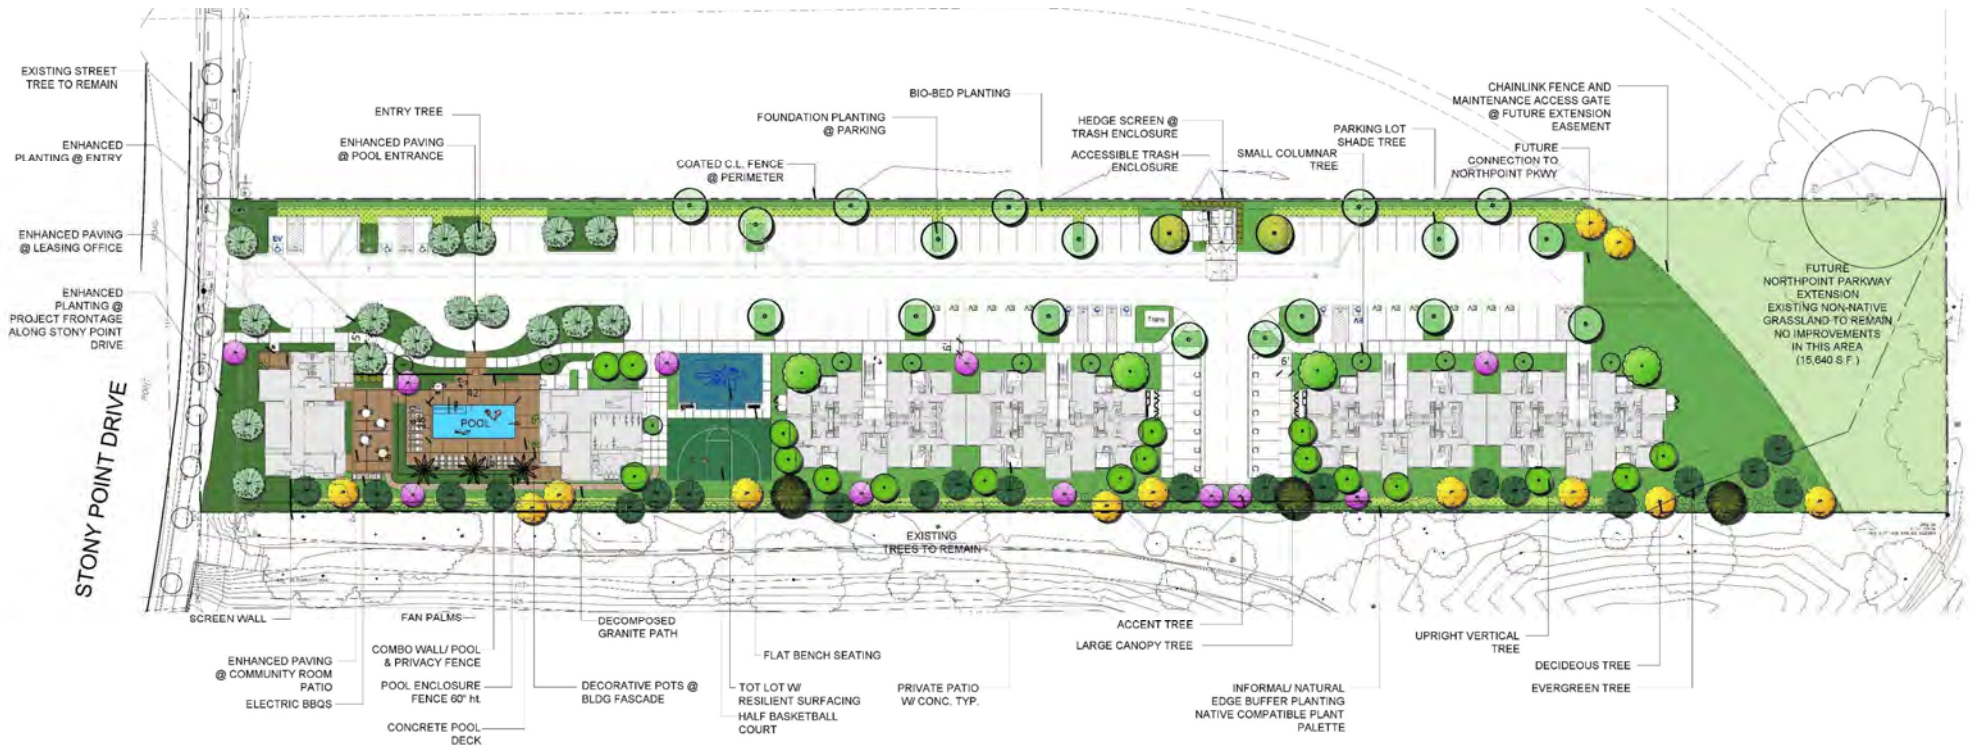 EXISTING STREET
TREE TO REMAIN
ENHANCED
PLANTING @ ENTRY
ENHANCED PAVING
@ LEASING OFFICE
ENHANCED
PLANTING @
PROJECT FRONTAGE
ALONG STONY POINT
DRIVE
STONY POINT DRIVE
ENTRY TREE
ENHANCED PAVING
@ POOL ENTRANCE
COATED C.L. FENCE
@ PERIMETER
FOUNDATION PLANTING
@ PARKING
BIO-BED PLANTING
HEDGE SCREEN @
TRASH ENCLOSURE
ACCESSIBLE TRASH
ENCLOSURE
SMALL COLUMNAR
TREE
PARKING LOT
SHADE TREE
FUTURE
CONNECTION TO
NORTHPOINT PKWY
CHAINLINK FENCE AND
MAINTENANCE ACCESS GATE
@ FUTURE EXTENSION
EASEMENT
FUTURE
NORTHPOINT PARKWAY
EXTENSION
EXISTING NON-NATIVE
GRASSLAND TO REMAIN
NO IMPROVEMENTS
IN THIS AREA
(15,640 S.F.)
EV
Trans
5'
6'
42'
POOL
EXISTING
TREES TO REMAIN
SCREEN WALL
ENHANCED PAVING
@ COMMUNITY ROOM
PATIO
ELECTRIC BBQS
FAN PALMS
COMBO WALL/ POOL
& PRIVACY FENCE
POOL ENCLOSURE
FENCE 60" ht.
CONCRETE POOL
DECK
DECOMPOSED
GRANITE PATH
DECORATIVE POTS @
BLDG FASCADE
FLAT BENCH SEATING
TOT LOT W/
RESILIENT SURFACING
HALF BASKETBALL
COURT
PRIVATE PATIO
W/ CONC. TYP.
ACCENT TREE
LARGE CANOPY TREE
INFORMAL/ NATURAL
EDGE BUFFER PLANTING
NATIVE COMPATIBLE PLANT
PALETTE
UPRIGHT VERTICAL
TREE
DECIDEOUS TREE
EVERGREEN TREE